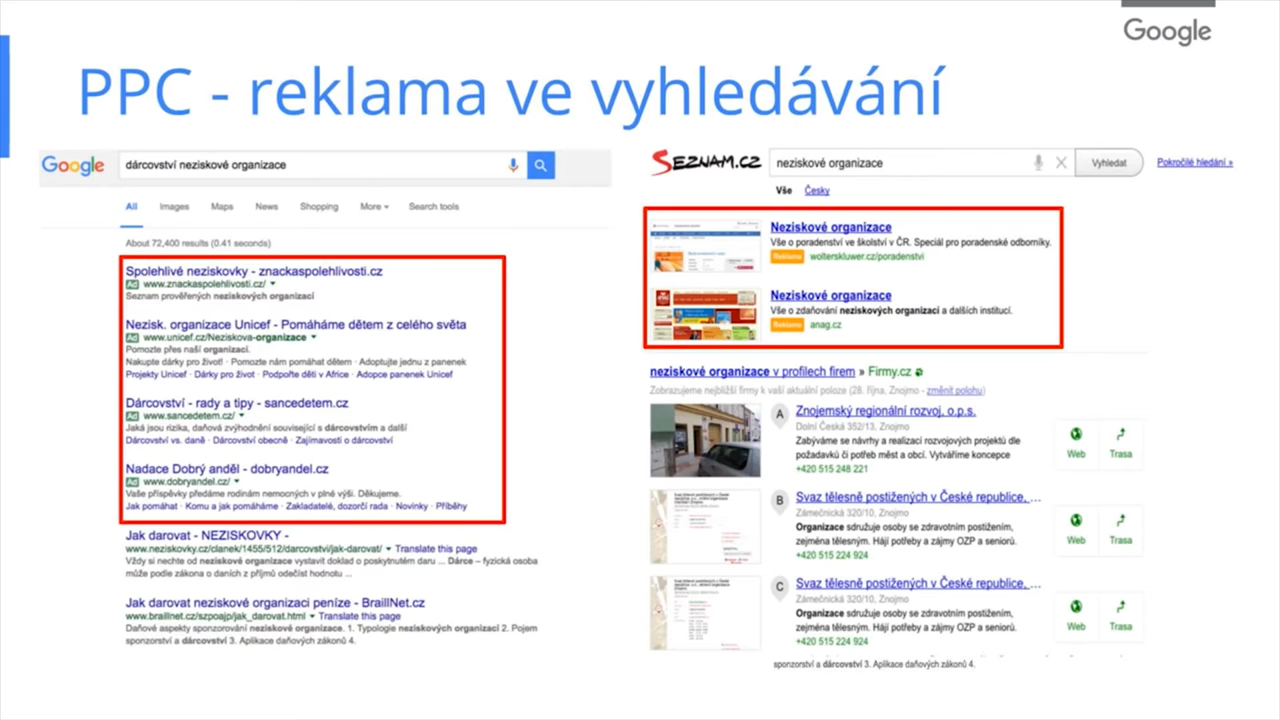 Google
PPC - reklama ve vyhledávání
Google
dárcovství neziskové organizace
All Images Maps News Shopping More Search tools
About 72,400 results (0.41 seconds)
Spolehlivé neziskovky - znackaspolehlivosti.cz
Ad www.znackaspolehlivosti.cz/
Seznam prověřených neziskových organizací
Nezisk. organizace Unicef - Pomáháme dětem z celého světa
Ad www.unicef.cz/Neziskova-organizace
Pomozte přes naší organizaci.
Nakupte dárky pro život! · Pomozte nám pomáhat dětem · Adoptujte jednu z panenek
Projekty Unicef · Dárky pro život · Podpořte děti v Africe · Adopce panenek Unicef
Dárcovství - rady a tipy - sancedetem.cz
Ad www.sancedetem.cz/
Jaká jsou rizika, daňová zvýhodnění související s dárcovstvím a další
Dárcovství vs. daně · Dárcovství obecně · Zajímavosti o dárcovství
Nadace Dobrý anděl - dobryandel.cz
Ad www.dobryandel.cz/
Vaše příspěvky předáme rodinám nemocných v plné výši. Děkujeme.
Jak pomáhat · Komu a jak pomáháme · Zakladatelé, dozorčí rada · Novinky · Příběhy
Jak darovat - NEZISKOVKY -
www.neziskovky.cz/clanek/1455/512/darcovstvi/jak-darovat/ Translate this page
Vždy si nechte od neziskové organizace vystavit doklad o poskytnutém daru ... Dárce – fyzická osoba
může podle zákona o daních z příjmů odečíst hodnotu ...
Jak darovat neziskové organizaci peníze - BraillNet.cz
www.braillnet.cz/szpoajp/jak_darovat.html Translate this page
Daňové aspekty sponzorování neziskové organizace. 1. Typologie neziskových organizací 2. Pojem
sponzorství a dárcovství 3. Aplikace daňových zákonů 4.
SEZNAM.CZ
neziskové organizace
Vyhledat
Pokročilé hledání »
Vše Česky
Neziskové organizace
Vše o poradenství ve školství v ČR. Speciál pro poradenské odborníky.
Reklama wolterskluwer.cz/poradenstvi
Neziskové organizace
Vše o zdaňování neziskových organizací a dalších institucí.
Reklama anag.cz
neziskové organizace v profilech firem » Firmy.cz
Zobrazujeme nejbližší firmy k vaší aktuální poloze (28. října, Znojmo - změnit polohu)
A
Znojemský regionální rozvoj, o.p.s.
Dolní Česká 352/13, Znojmo
Zabýváme se návrhy a realizací rozvojových projektů dle
požadavků či potřeb měst a obcí. Vytváříme koncepce
+420 515 248 221
Web Trasa
B
Svaz tělesně postižených v České republice, ...
Zámečnická 320/10, Znojmo
Organizace sdružuje osoby se zdravotním postižením,
zejména tělesným. Hájí potřeby a zájmy OZP a seniorů.
+420 515 224 924
Web Trasa
C
Svaz tělesně postižených v České republice, ...
Zámečnická 320/10, Znojmo
Organizace sdružuje osoby se zdravotním postižením,
zejména tělesným. Hájí potřeby a zájmy OZP a seniorů.
+420 515 224 924
Web Trasa
sponzorství a dárcovství 3. Aplikace daňových zákonů 4.